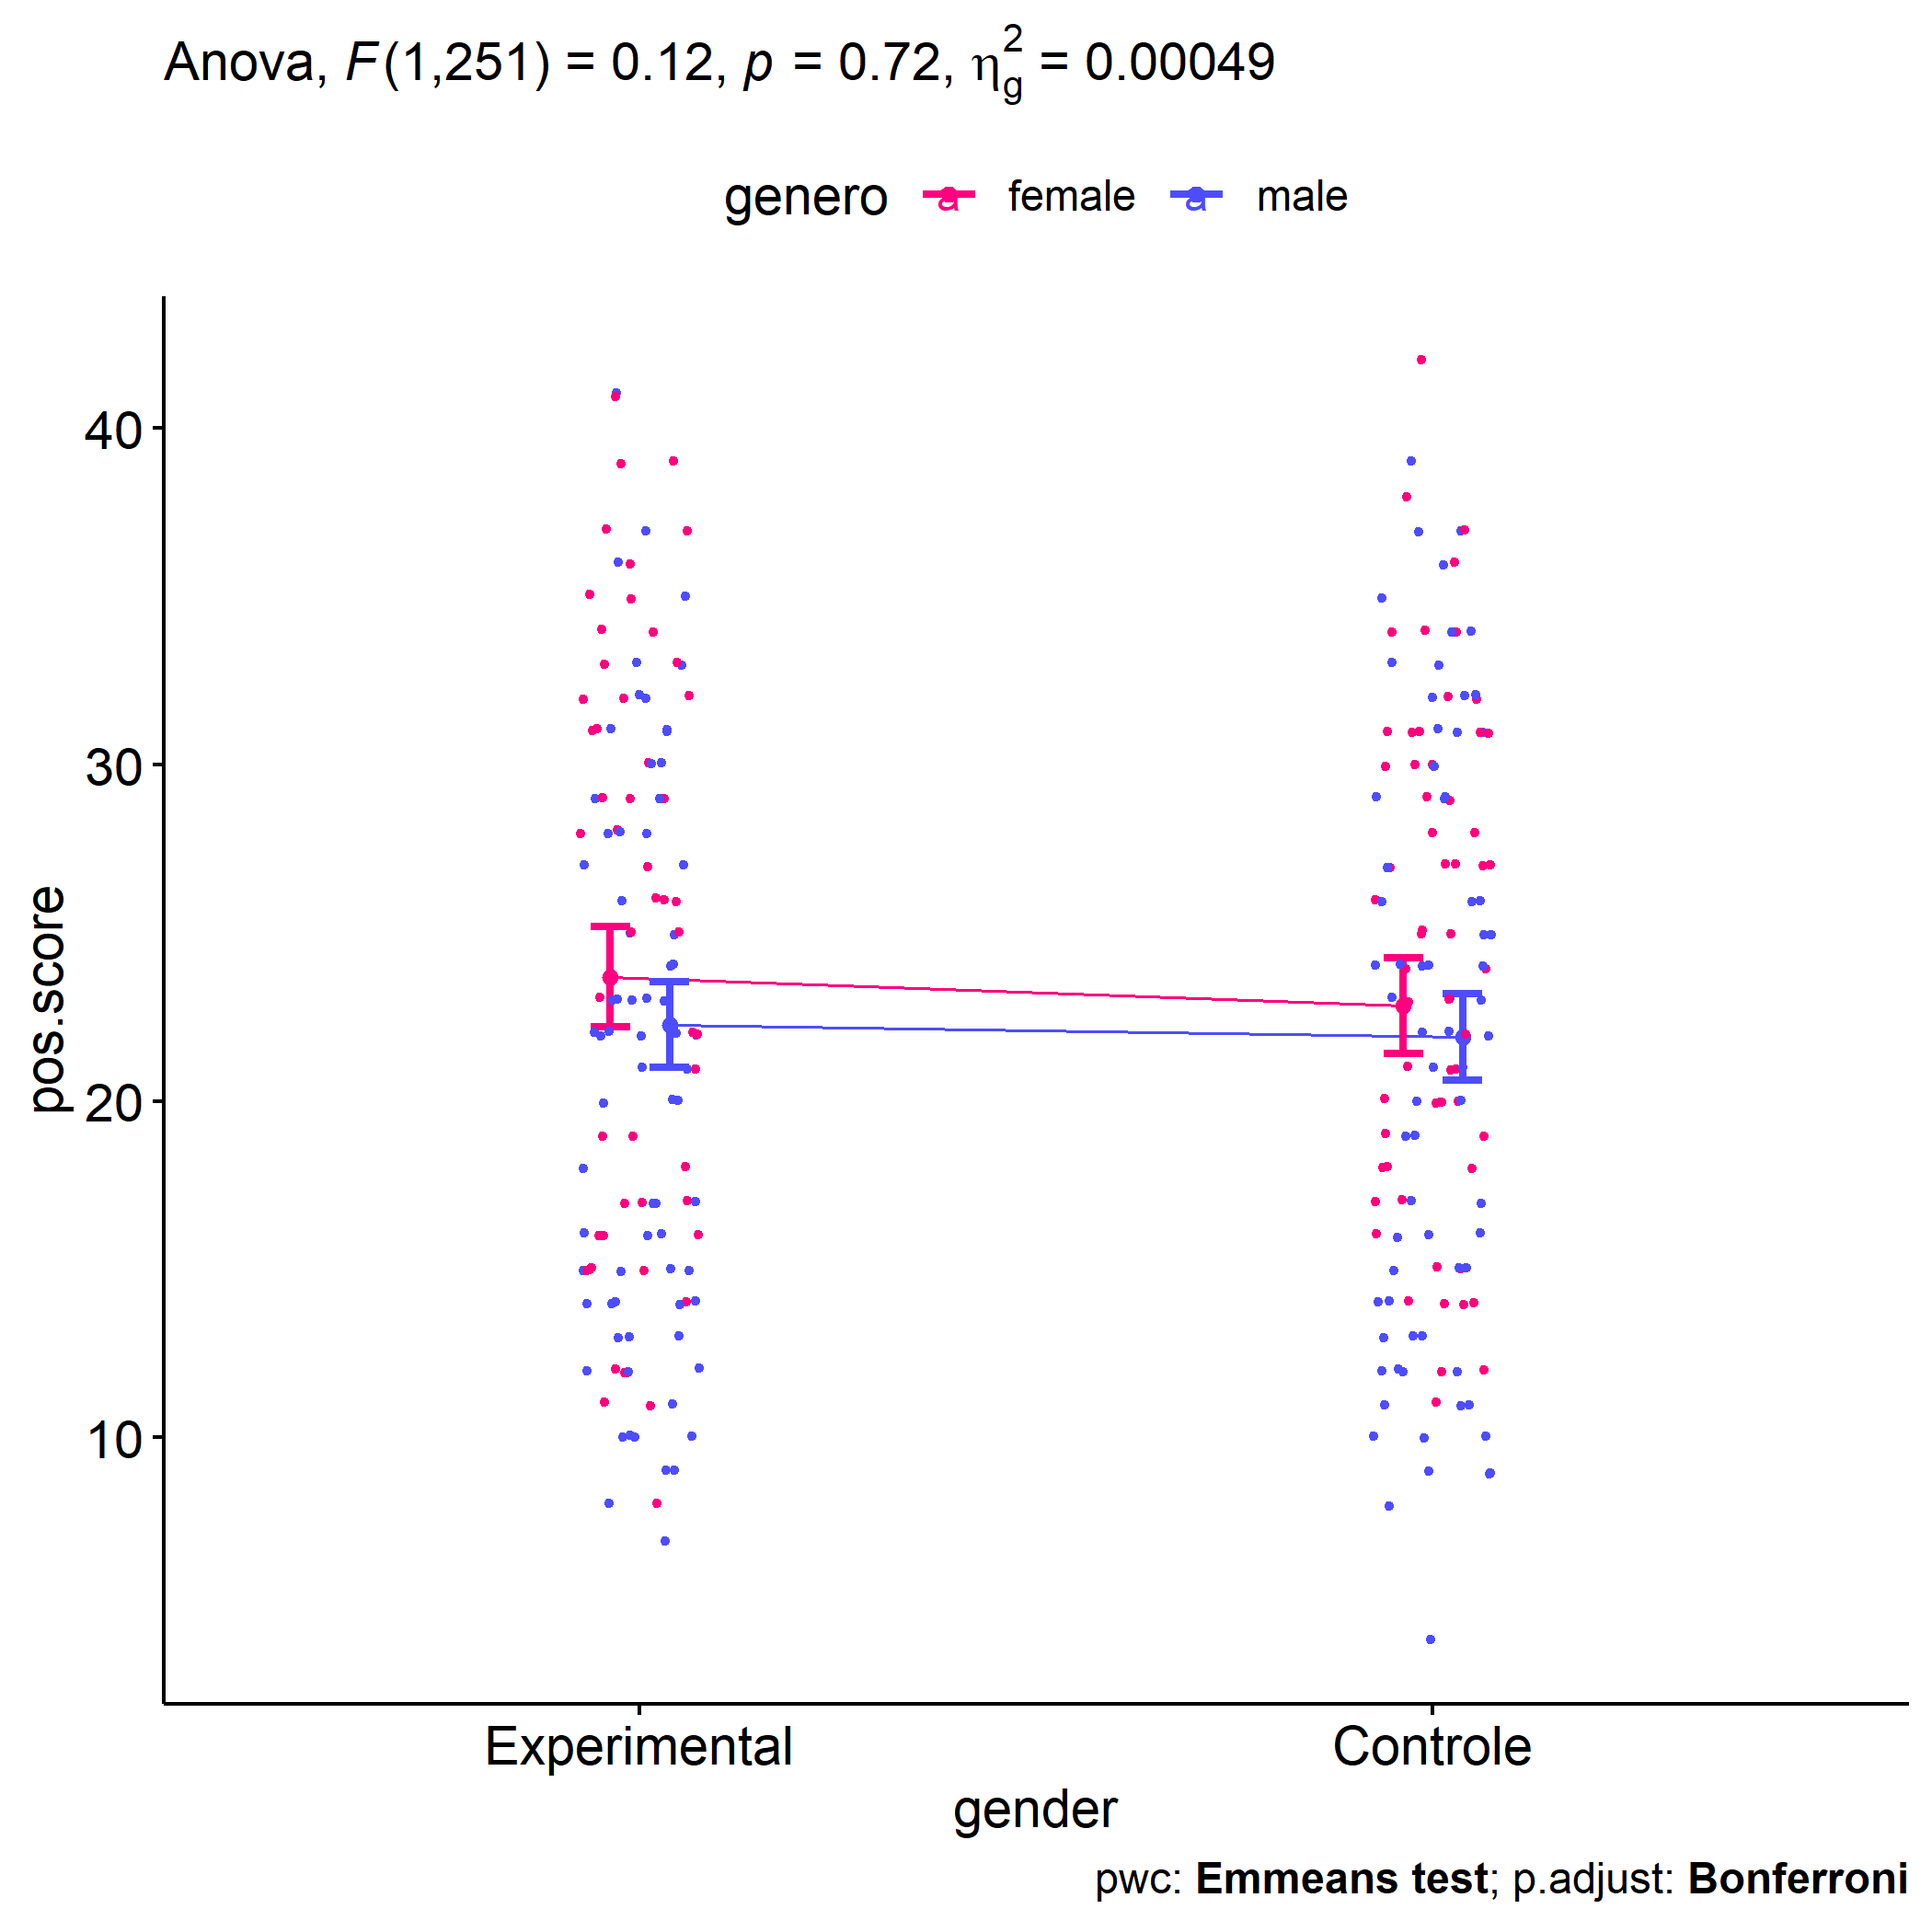 Anova, F(1,251) = 0.12, p = 0.72, η²g = 0.00049
genero a female a male
40
30
20
10
pos.score
Experimental Controle
gender
pwc: Emmeans test; p.adjust: Bonferroni